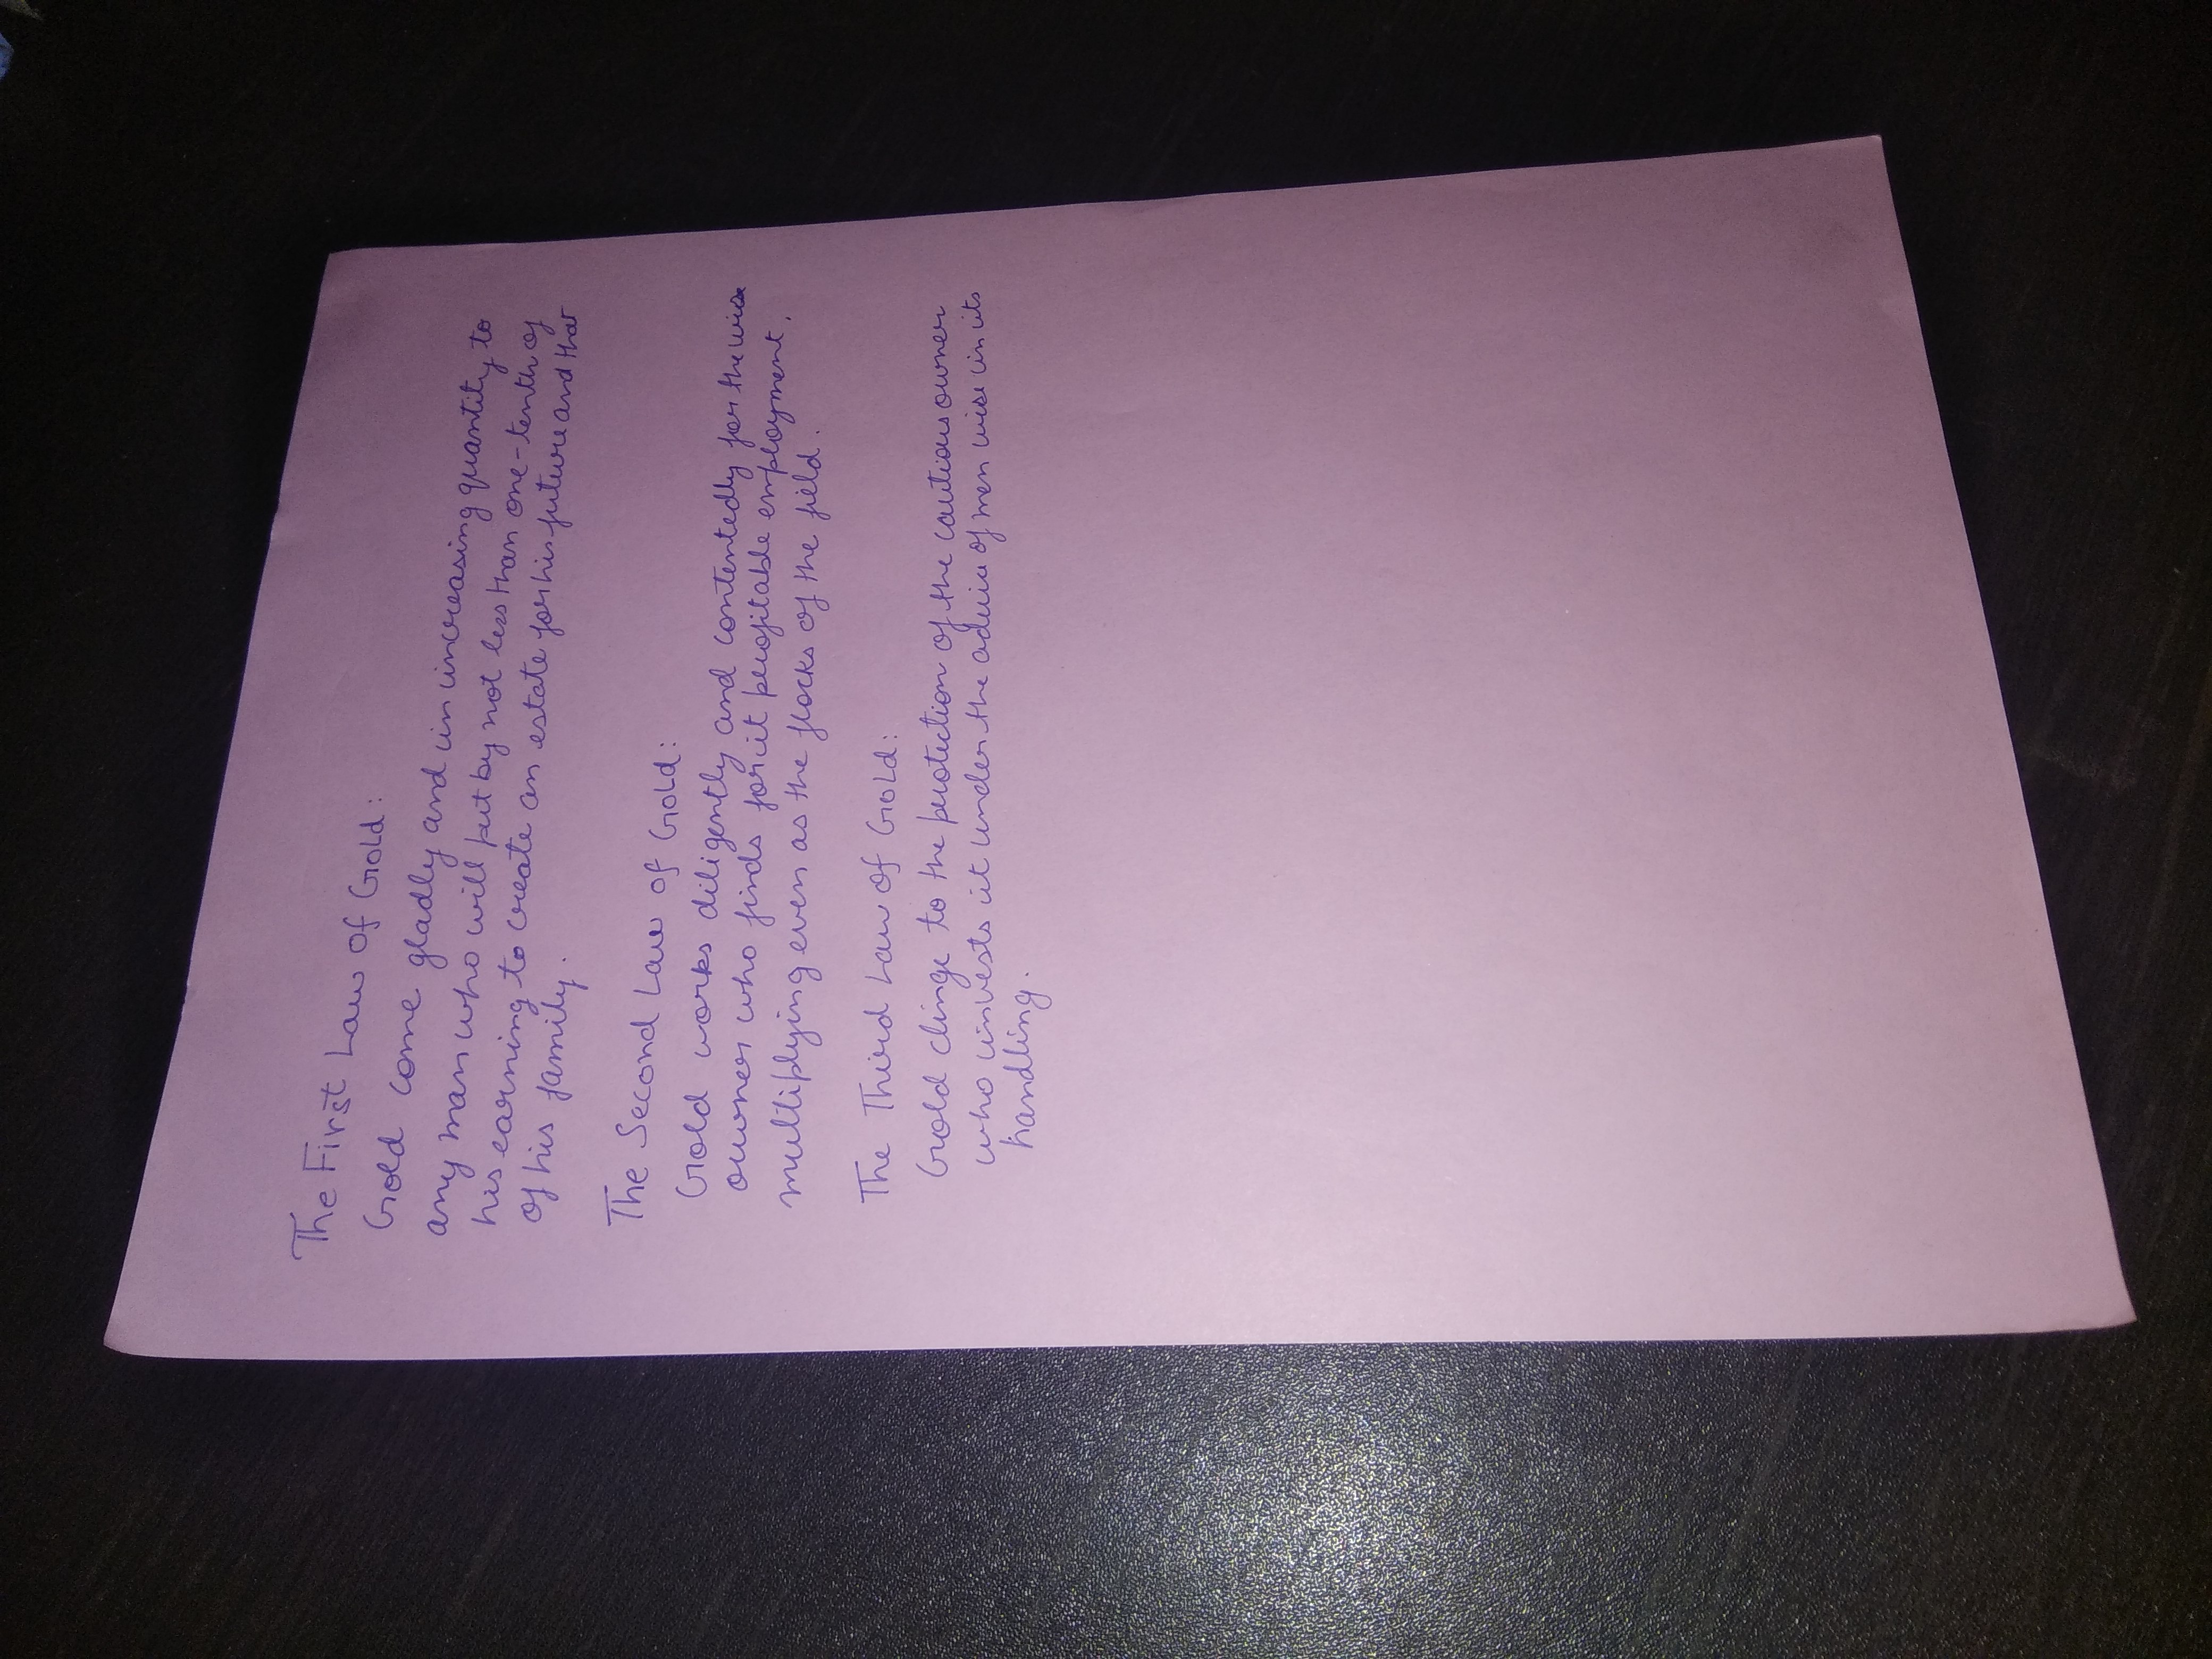 The First Law of Gold:
Gold come gladly and in increasing quantity to
any man who will put by not less than one-tenth of
his earning to create an estate for his future and that
of his family.
The Second Law of Gold:
Gold works diligently and contentedly for the wise
owner who finds for it profitable employment,
multiplying even as the flocks of the field.
The Third Law of Gold:
Gold clings to the protection of the cautious owner
who invests it under the advice of men wise in its
handling.